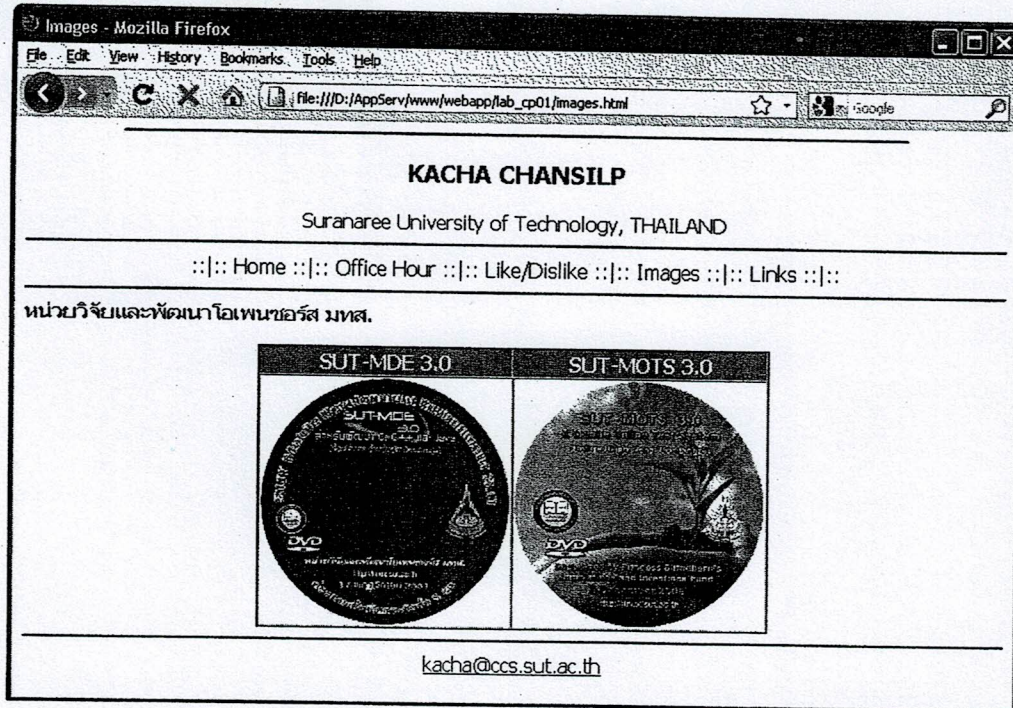 Images - Mozilla Firefox
File Edit View History Bookmarks Tools Help
file:///D:/AppServ/www/webapp/lab_cp01/images.html
Google
KACHA CHANSILP
Suranaree University of Technology, THAILAND
::|:: Home ::|:: Office Hour ::|:: Like/Dislike ::|:: Images ::|:: Links ::|::
หน่วยวิจัยและพัฒนาโอเพนซอร์ส มทส.
SUT-MDE 3.0 SUT-MOTS 3.0
SUT-MDE
3.0
SUT-MOTS 3.0
DVD
DVD
kacha@ccs.sut.ac.th